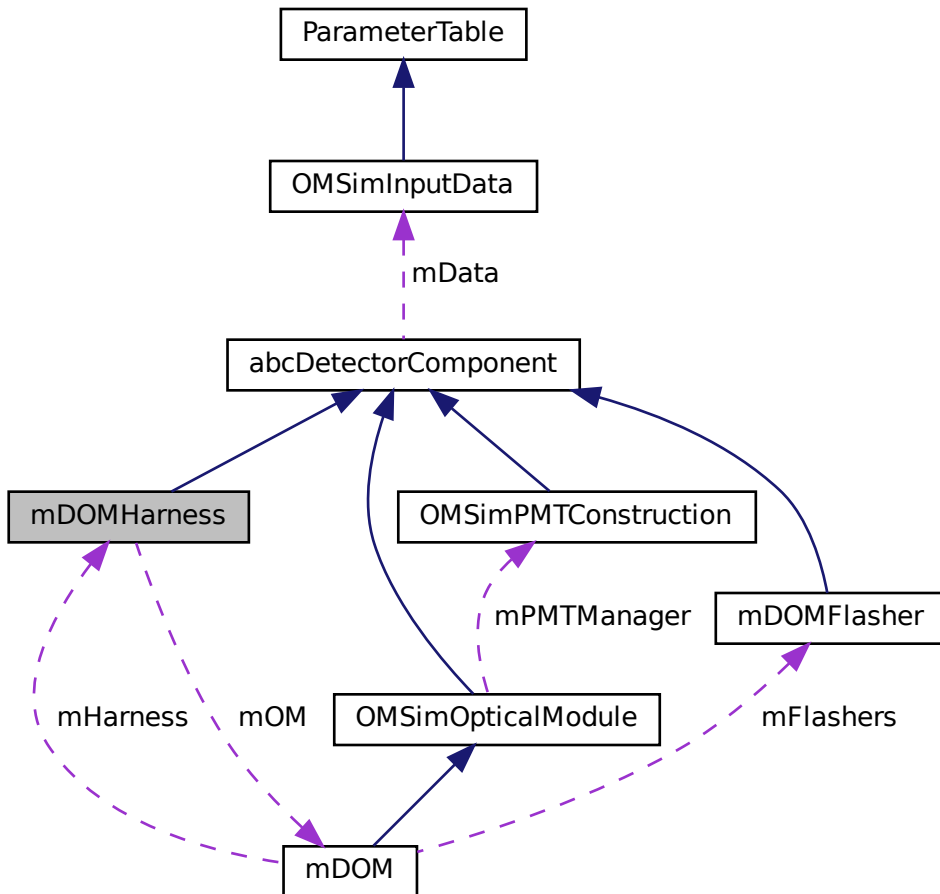 ParameterTable
OMSimInputData
mData
abcDetectorComponent
mDOMHarness
OMSimPMTConstruction
mPMTManager
mDOMFlasher
mHarness
mOM
OMSimOpticalModule
mFlashers
mDOM